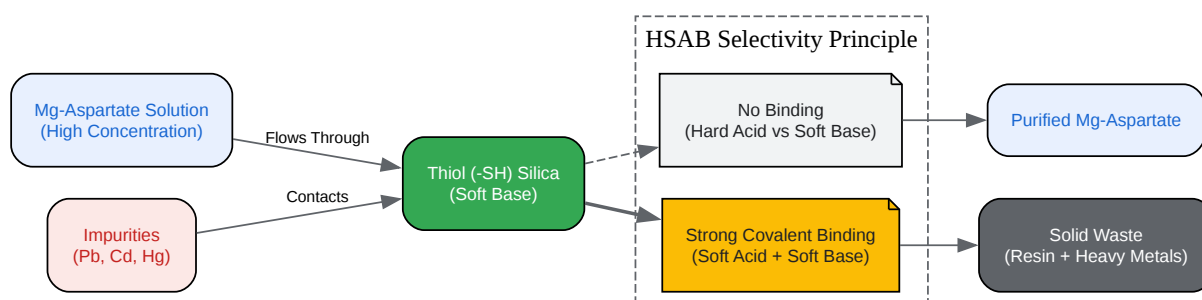 HSAB Selectivity Principle
Mg-Aspartate Solution
(High Concentration)
Flows Through
No Binding
(Hard Acid vs Soft Base)
Purified Mg-Aspartate
Thiol (-SH) Silica
(Soft Base)
Contacts
Impurities
(Pb, Cd, Hg)
Strong Covalent Binding
(Soft Acid + Soft Base)
Solid Waste
(Resin + Heavy Metals)